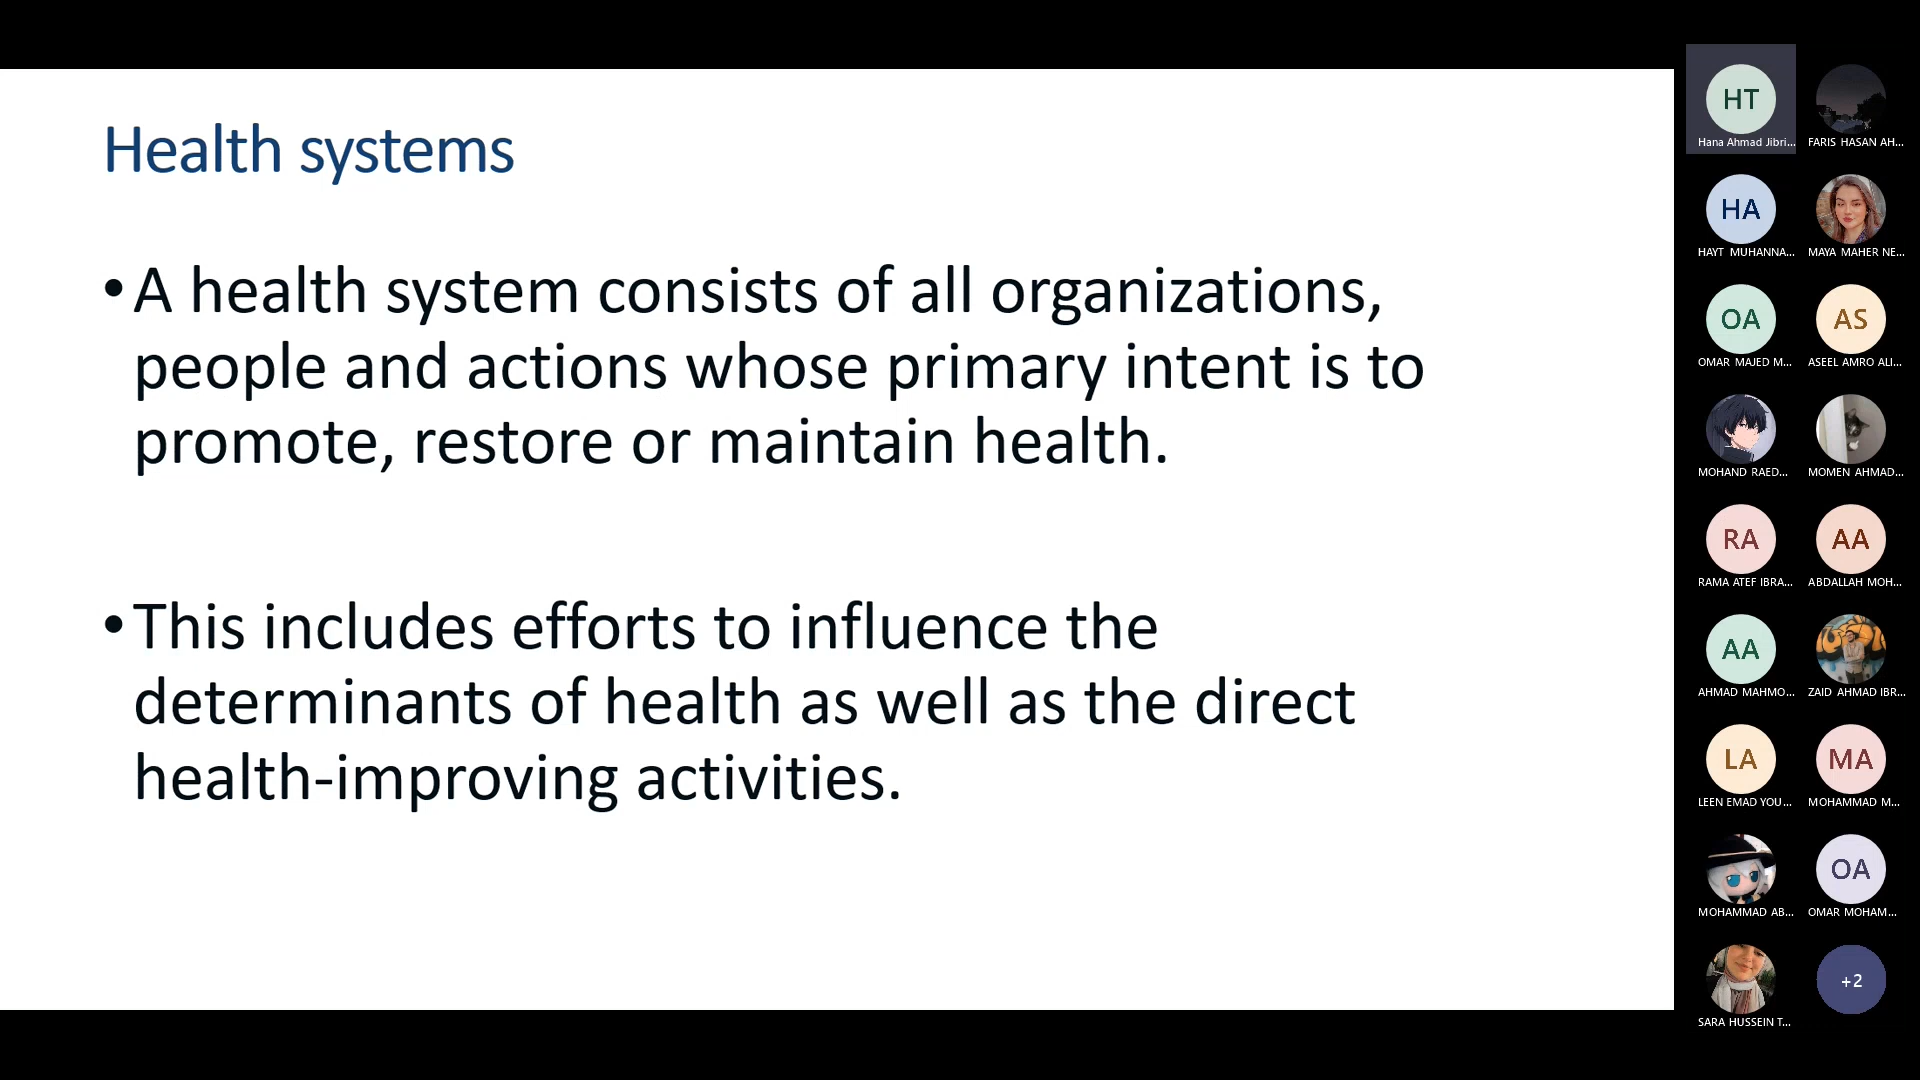 Health systems
•A health system consists of all organizations,
people and actions whose primary intent is to
promote, restore or maintain health.
•This includes efforts to influence the
determinants of health as well as the direct
health-improving activities.
HT
Hana Ahmad Jibri...
FARIS HASAN AH...
HA
HAYT MUHANNA...
MAYA MAHER NE...
OA
AS
OMAR MAJED M...
ASEEL AMRO ALI...
MOHAND RAED...
MOMEN AHMAD...
RA
AA
RAMA ATEF IBRA...
ABDALLAH MOH...
AA
AHMAD MAHMO...
ZAID AHMAD IBR...
LA
MA
LEEN EMAD YOU...
MOHAMMAD M...
OA
MOHAMMAD AB...
OMAR MOHAM...
+2
SARA HUSSEIN T...